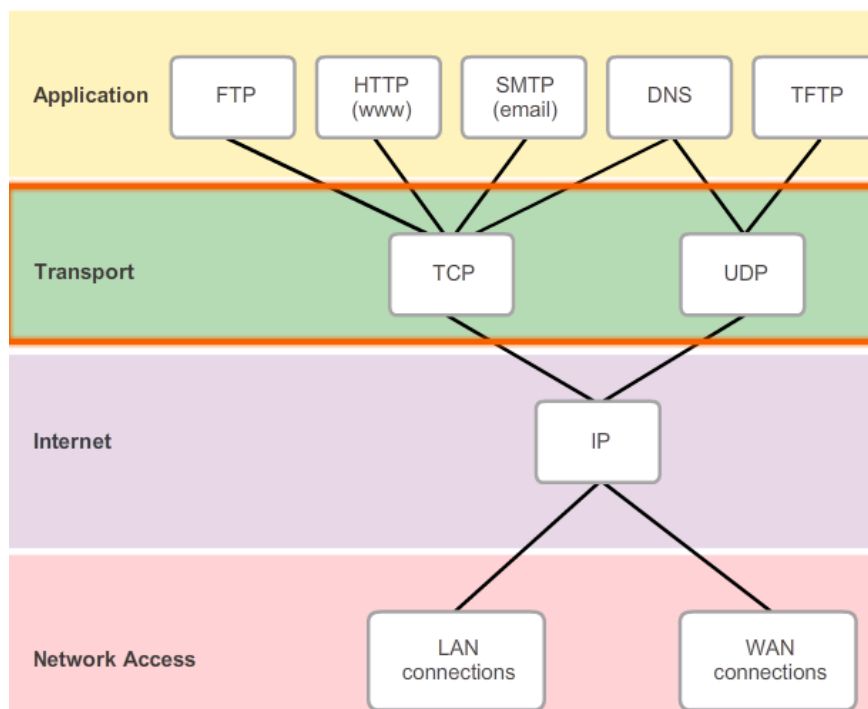 Application
FTP
HTTP
(www)
SMTP
(email)
DNS
TFTP
Transport
TCP
UDP
Internet
IP
Network Access
LAN
connections
WAN
connections